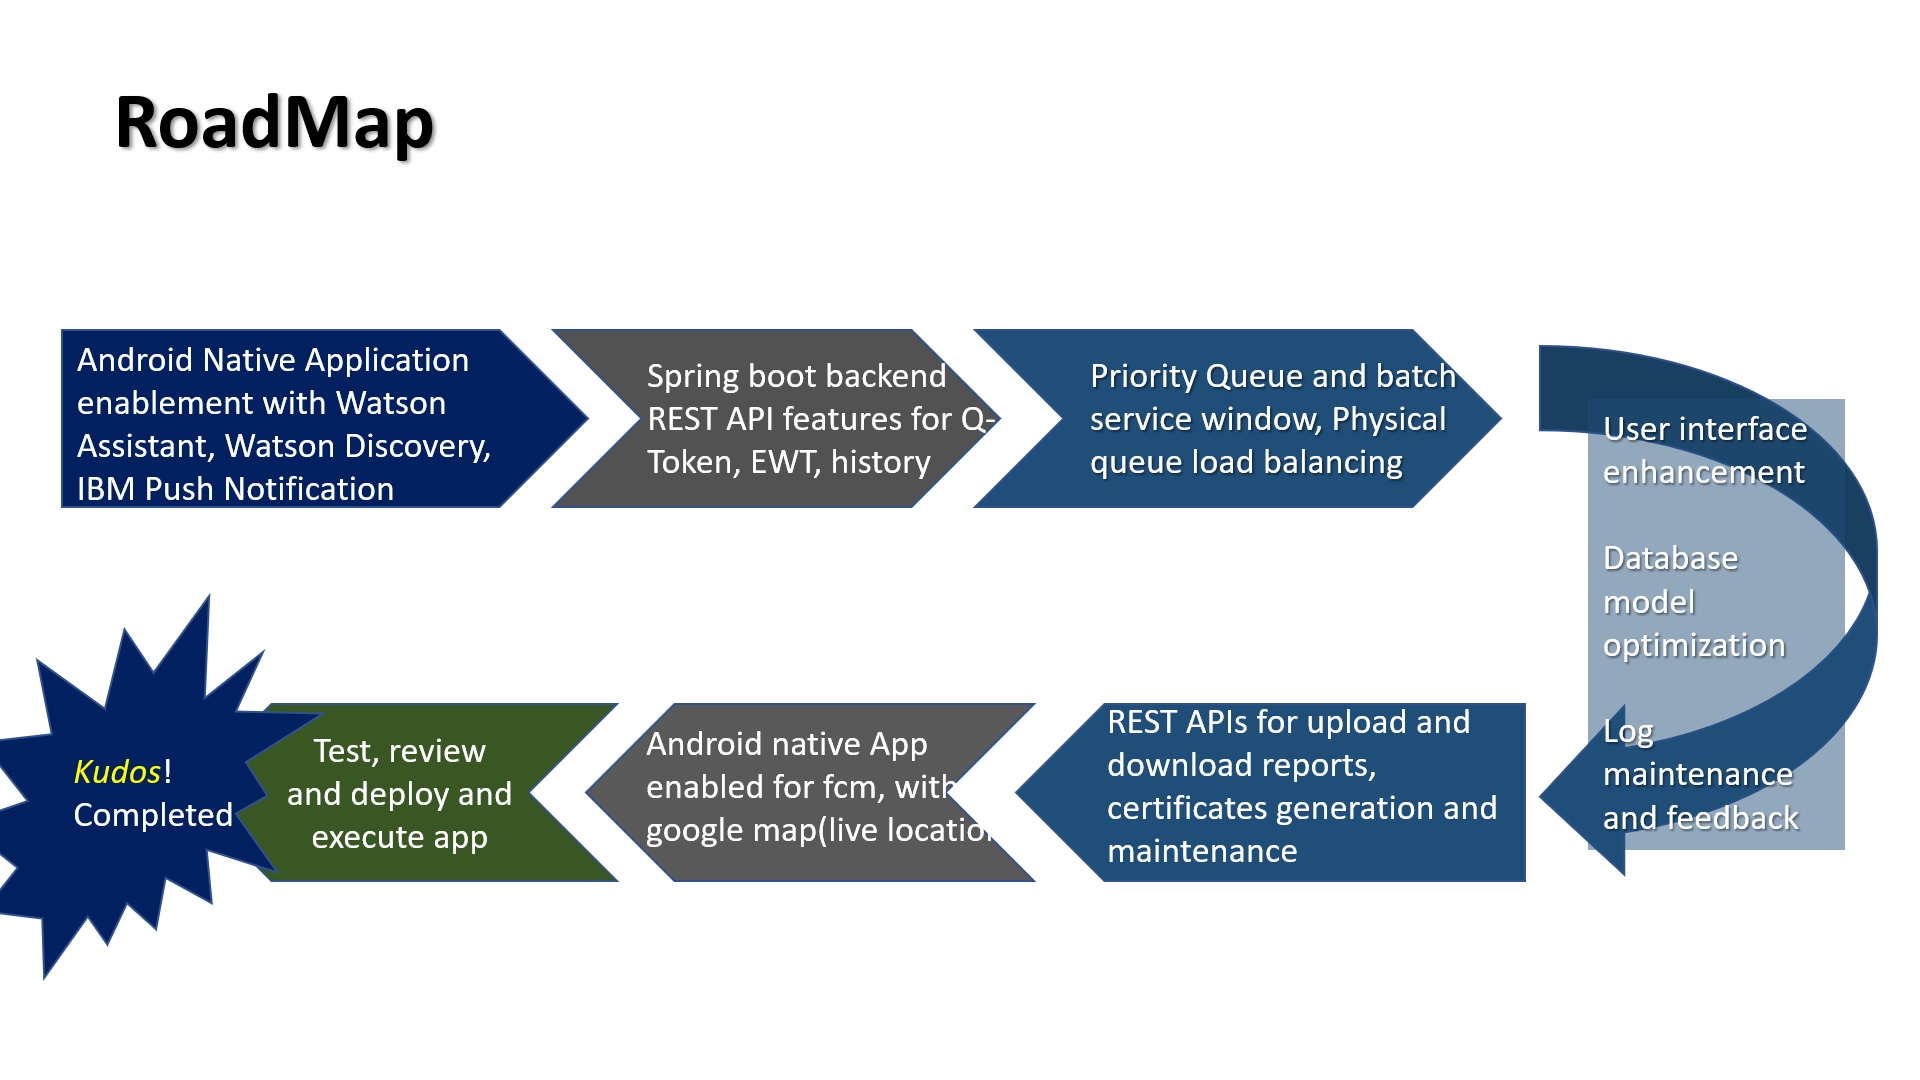 RoadMap
Android Native Application
enablement with Watson
Assistant, Watson Discovery,
IBM Push Notification
Spring boot backend
REST API features for Q-
Token, EWT, history
Priority Queue and batch
service window, Physical
queue load balancing
User interface
enhancement
Database
model
optimization
Log
maintenance
and feedback
REST APIs for upload and
download reports,
certificates generation and
maintenance
Android native App
enabled for fcm, with
google map(live location
Test, review
and deploy and
execute app
Kudos!
Completed